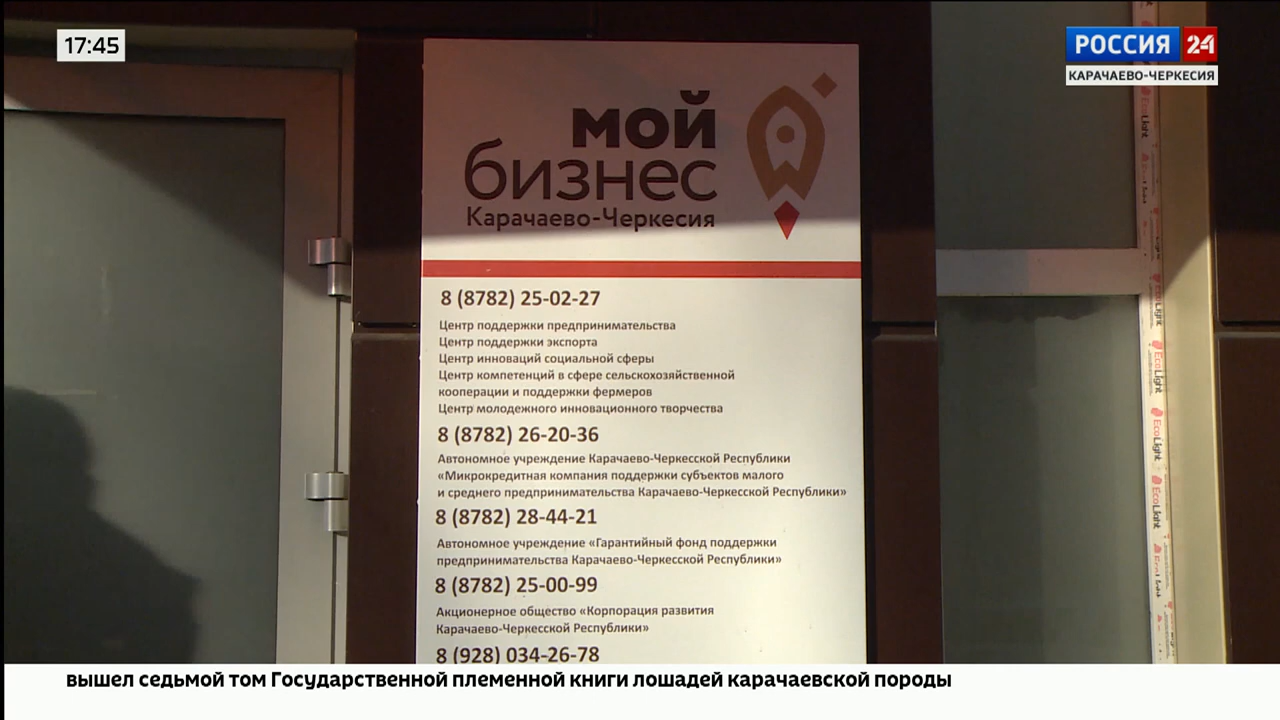 17:45
РОССИЯ 24
КАРАЧАЕВО-ЧЕРКЕСИЯ
мой
бизнес
Карачаево-Черкесия
8 (8782) 25-02-27
Центр поддержки предпринимательства
Центр поддержки экспорта
Центр инноваций социальной сферы
Центр компетенций в сфере сельскохозяйственной
кооперации и поддержки фермеров
Центр молодежного инновационного творчества
8 (8782) 26-20-36
Автономное учреждение Карачаево-Черкесской Республики
«Микрокредитная компания поддержки субъектов малого
и среднего предпринимательства Карачаево-Черкесской Республики»
8 (8782) 28-44-21
Автономное учреждение «Гарантийный фонд поддержки
предпринимательства Карачаево-Черкесской Республики»
8 (8782) 25-00-99
Акционерное общество «Корпорация развития
Карачаево-Черкесской Республики»
8 (928) 034-26-78
EcoLight
EcoLight
EcoLight
EcoLight
EcoLight
вышел седьмой том Государственной племенной книги лошадей карачаевской породы